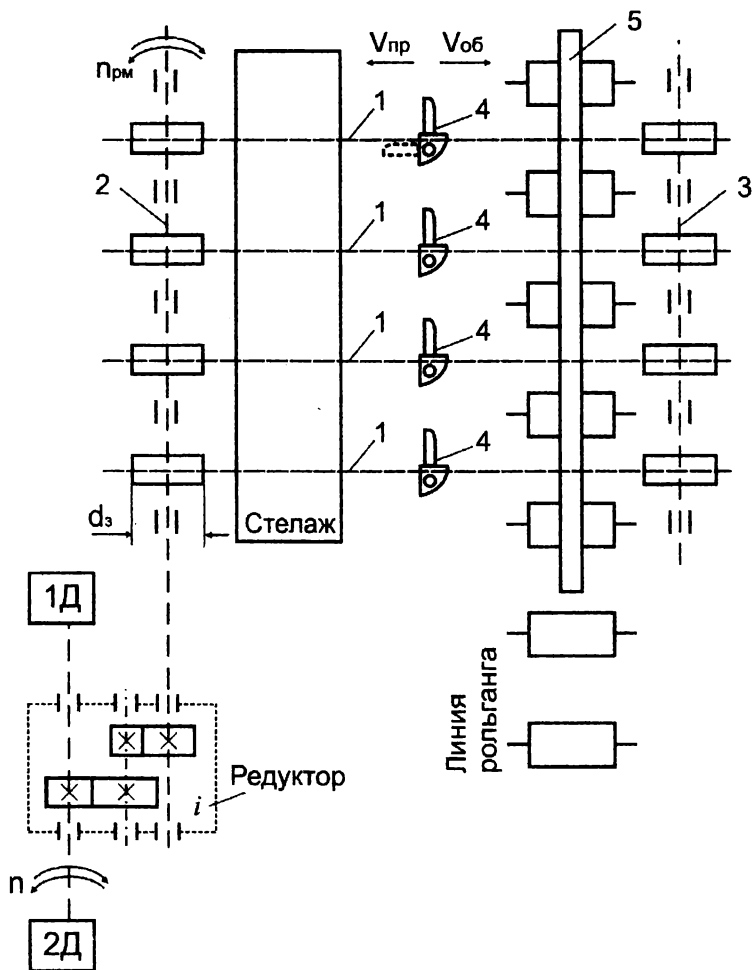 Vпр Vоб 5
nрм
1 4
2 3
1 4
1 4
1 4
dз Стелаж
1Д
Линия рольганга
Редуктор
i
n
2Д